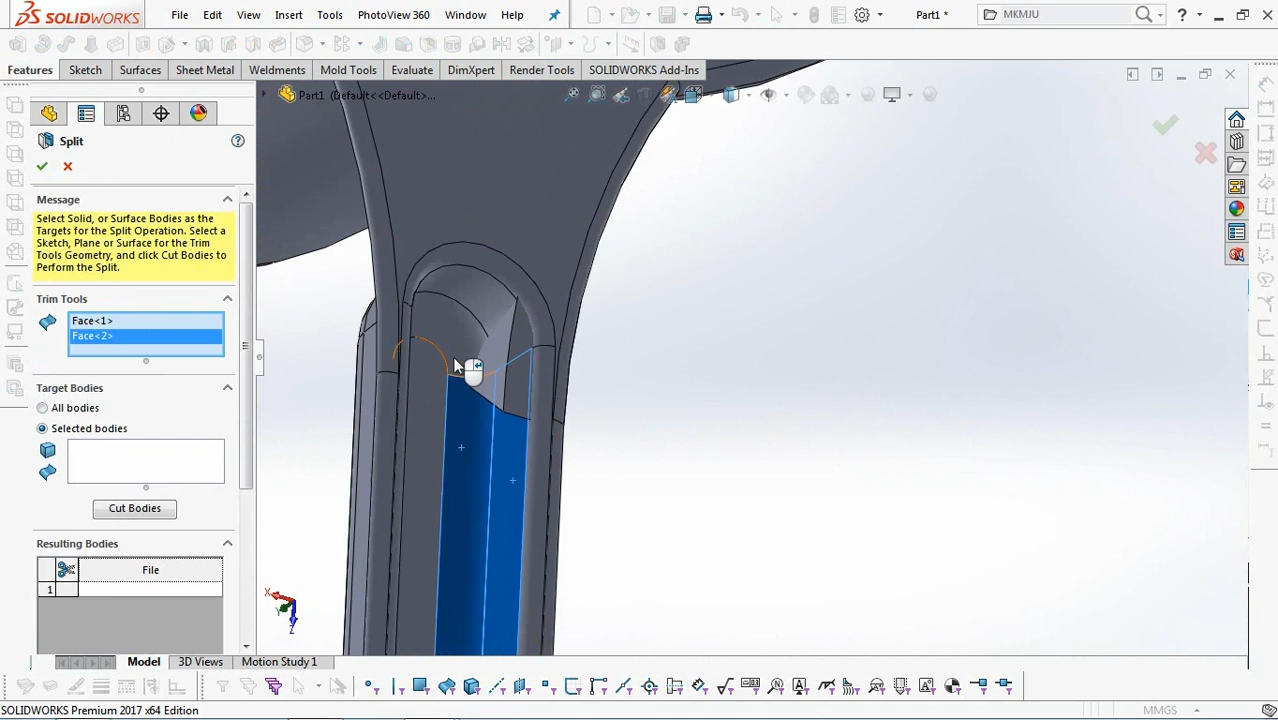 SOLIDWORKS
File Edit View Insert Tools PhotoView 360 Window Help
Part1 *
MKMJU
?
Features Sketch Surfaces Sheet Metal Weldments Mold Tools Evaluate DimXpert Render Tools SOLIDWORKS Add-Ins
Part1 (Default<<Default>...
Split
?
Message
Select Solid, or Surface Bodies as the
Targets for the Split Operation. Select a
Sketch, Plane or Surface for the Trim
Tools Geometry, and click Cut Bodies to
Perform the Split.
Trim Tools
Face<1>
Face<2>
Target Bodies
All bodies
Selected bodies
Cut Bodies
Resulting Bodies
File
1
X
Y
Z
Model 3D Views Motion Study 1
SOLIDWORKS Premium 2017 x64 Edition
MMGS